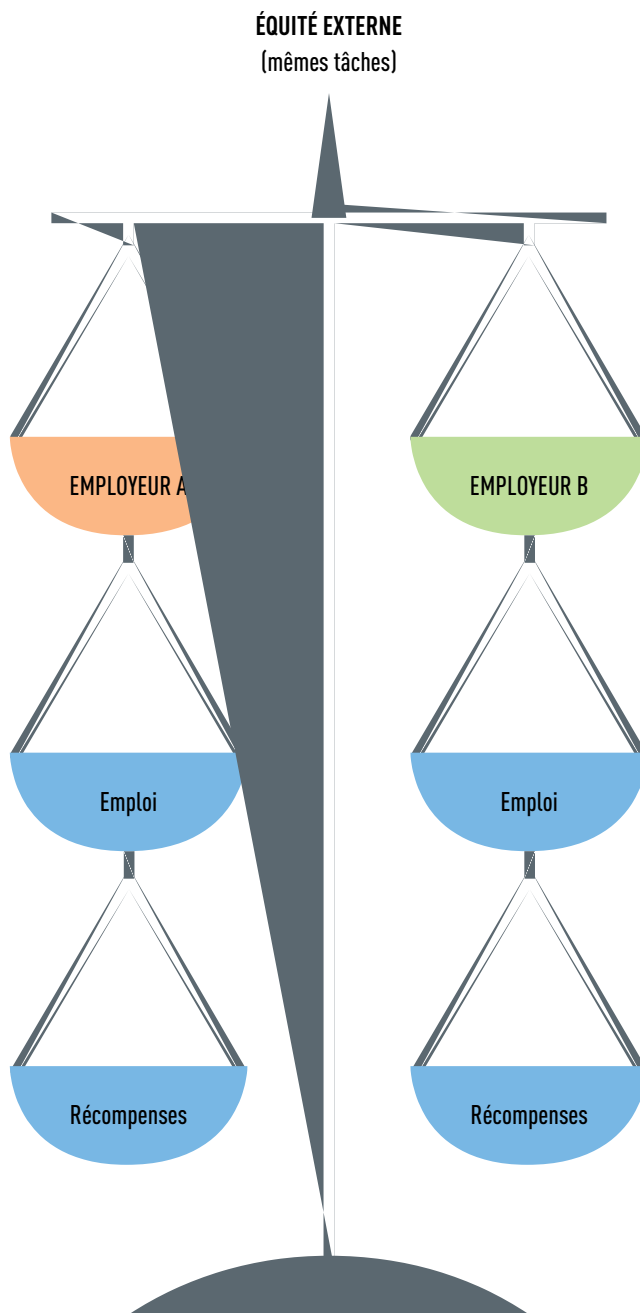 ÉQUITÉ EXTERNE
(mêmes tâches)
EMPLOYEUR A
EMPLOYEUR B
Emploi
Emploi
Récompenses
Récompenses